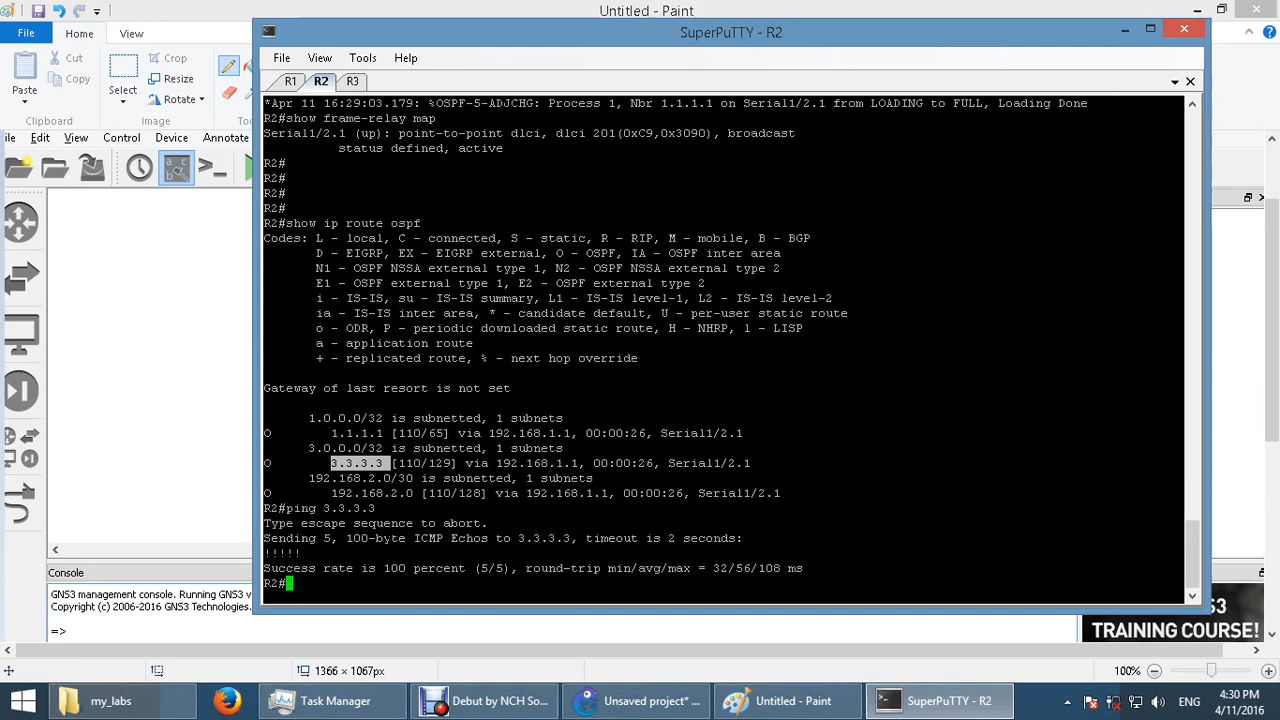 Untitled - Paint
File
Home
View
Paste
Cut
Copy
Select
Crop
Resize
Rotate
File
Node
Control
Device
Annotate
SuperPuTTY - R2
File View Tools Help
R1 R2 R3
*Apr 11 16:29:03.179: %OSPF-5-ADJCHG: Process 1, Nbr 1.1.1.1 on Serial1/2.1 from LOADING to FULL, Loading Done
R2#show frame-relay map
Serial1/2.1 (up): point-to-point dlci, dlci 201(0xC9,0x3090), broadcast
status defined, active
R2#
R2#
R2#
R2#
R2#show ip route ospf
Codes: L - local, C - connected, S - static, R - RIP, M - mobile, B - BGP
D - EIGRP, EX - EIGRP external, O - OSPF, IA - OSPF inter area
N1 - OSPF NSSA external type 1, N2 - OSPF NSSA external type 2
E1 - OSPF external type 1, E2 - OSPF external type 2
i - IS-IS, su - IS-IS summary, L1 - IS-IS level-1, L2 - IS-IS level-2
ia - IS-IS inter area, * - candidate default, U - per-user static route
o - ODR, P - periodic downloaded static route, H - NHRP, l - LISP
a - application route
+ - replicated route, % - next hop override
Gateway of last resort is not set
1.0.0.0/32 is subnetted, 1 subnets
O 1.1.1.1 [110/65] via 192.168.1.1, 00:00:26, Serial1/2.1
3.0.0.0/32 is subnetted, 1 subnets
O 3.3.3.3 [110/129] via 192.168.1.1, 00:00:26, Serial1/2.1
192.168.2.0/30 is subnetted, 1 subnets
O 192.168.2.0 [110/128] via 192.168.1.1, 00:00:26, Serial1/2.1
R2#ping 3.3.3.3
Type escape sequence to abort.
Sending 5, 100-byte ICMP Echos to 3.3.3.3, timeout is 2 seconds:
!!!!!
Success rate is 100 percent (5/5), round-trip min/avg/max = 32/56/108 ms
R2#
Console
GNS3 management console. Running GNS3 v
Copyright (c) 2006-2016 GNS3 Technologies.
=>
TRAINING COURSE!
1366 × 1067px
100%
my_labs
Task Manager
Debut by NCH So...
Unsaved project*...
Untitled - Paint
SuperPuTTY - R2
ENG
4:30 PM
4/11/2016